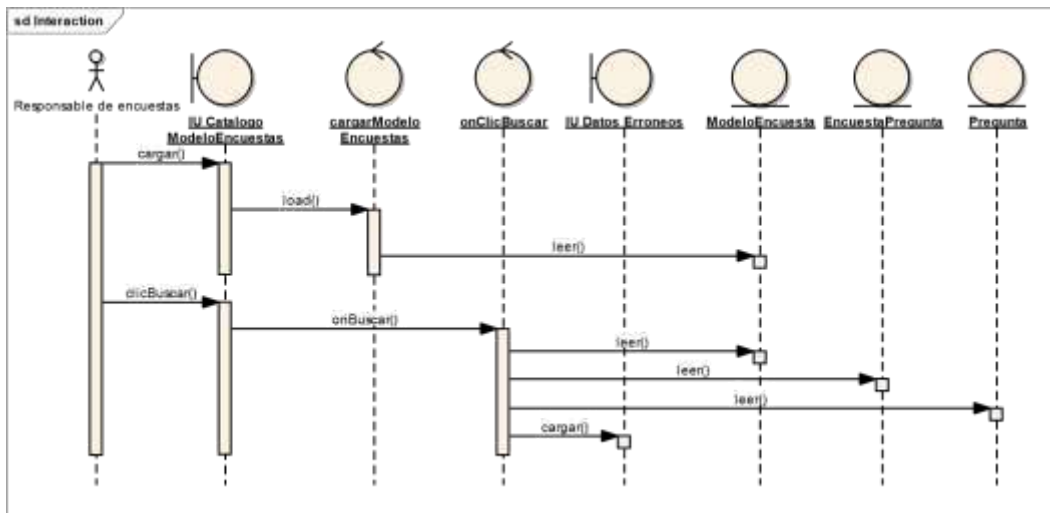 sd Interaction
Responsable de encuestas
IU Catalogo
ModeloEncuestas
cargarModelo
Encuestas
onClicBuscar
IU Datos Erroneos
ModeloEncuesta
EncuestaPregunta
Pregunta
cargar()
load()
leer()
clicBuscar()
onBuscar()
leer()
leer()
leer()
cargar()